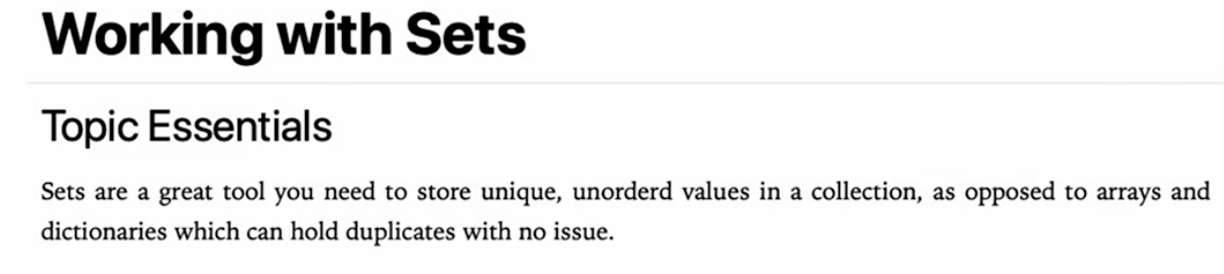 Working with Sets
Topic Essentials
Sets are a great tool you need to store unique, unorderd values in a collection, as opposed to arrays and
dictionaries which can hold duplicates with no issue.